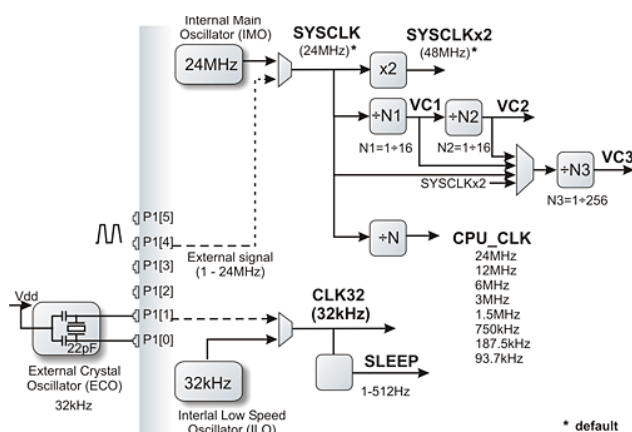 Internal Main
Oscillator (IMO)
24MHz
SYSCLK
(24MHz)*
x2
SYSCLKx2
(48MHz)*
÷N1
N1=1÷16
VC1
÷N2
N2=1÷16
VC2
SYSCLKx2
÷N3
N3=1÷256
VC3
÷N
CPU_CLK
24MHz
12MHz
6MHz
3MHz
1.5MHz
750kHz
187.5kHz
93.7kHz
P1[5]
P1[4]
P1[3]
P1[2]
P1[1]
P1[0]
External signal
(1 - 24MHz)
Vdd
22pF
External Crystal
Oscillator (ECO)
32kHz
CLK32
(32kHz)
SLEEP
1-512Hz
32kHz
Interlal Low Speed
Oscillator (ILO)
* default